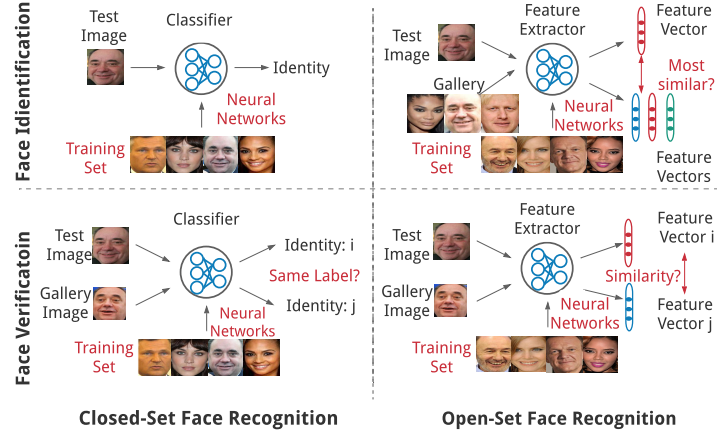 Face Idientification
Test
Image
Classifier
Identity
Neural
Networks
Training
Set
Test
Image
Feature
Extractor
Feature
Vector
Gallery
Most
similar?
Neural
Networks
Training
Set
Feature
Vectors
Face Verificatoin
Test
Image
Classifier
Identity: i
Same Label?
Gallery
Image
Identity: j
Neural
Networks
Training
Set
Test
Image
Feature
Extractor
Feature
Vector i
Similarity?
Gallery
Image
Feature
Vector j
Neural
Networks
Training
Set
Closed-Set Face Recognition
Open-Set Face Recognition